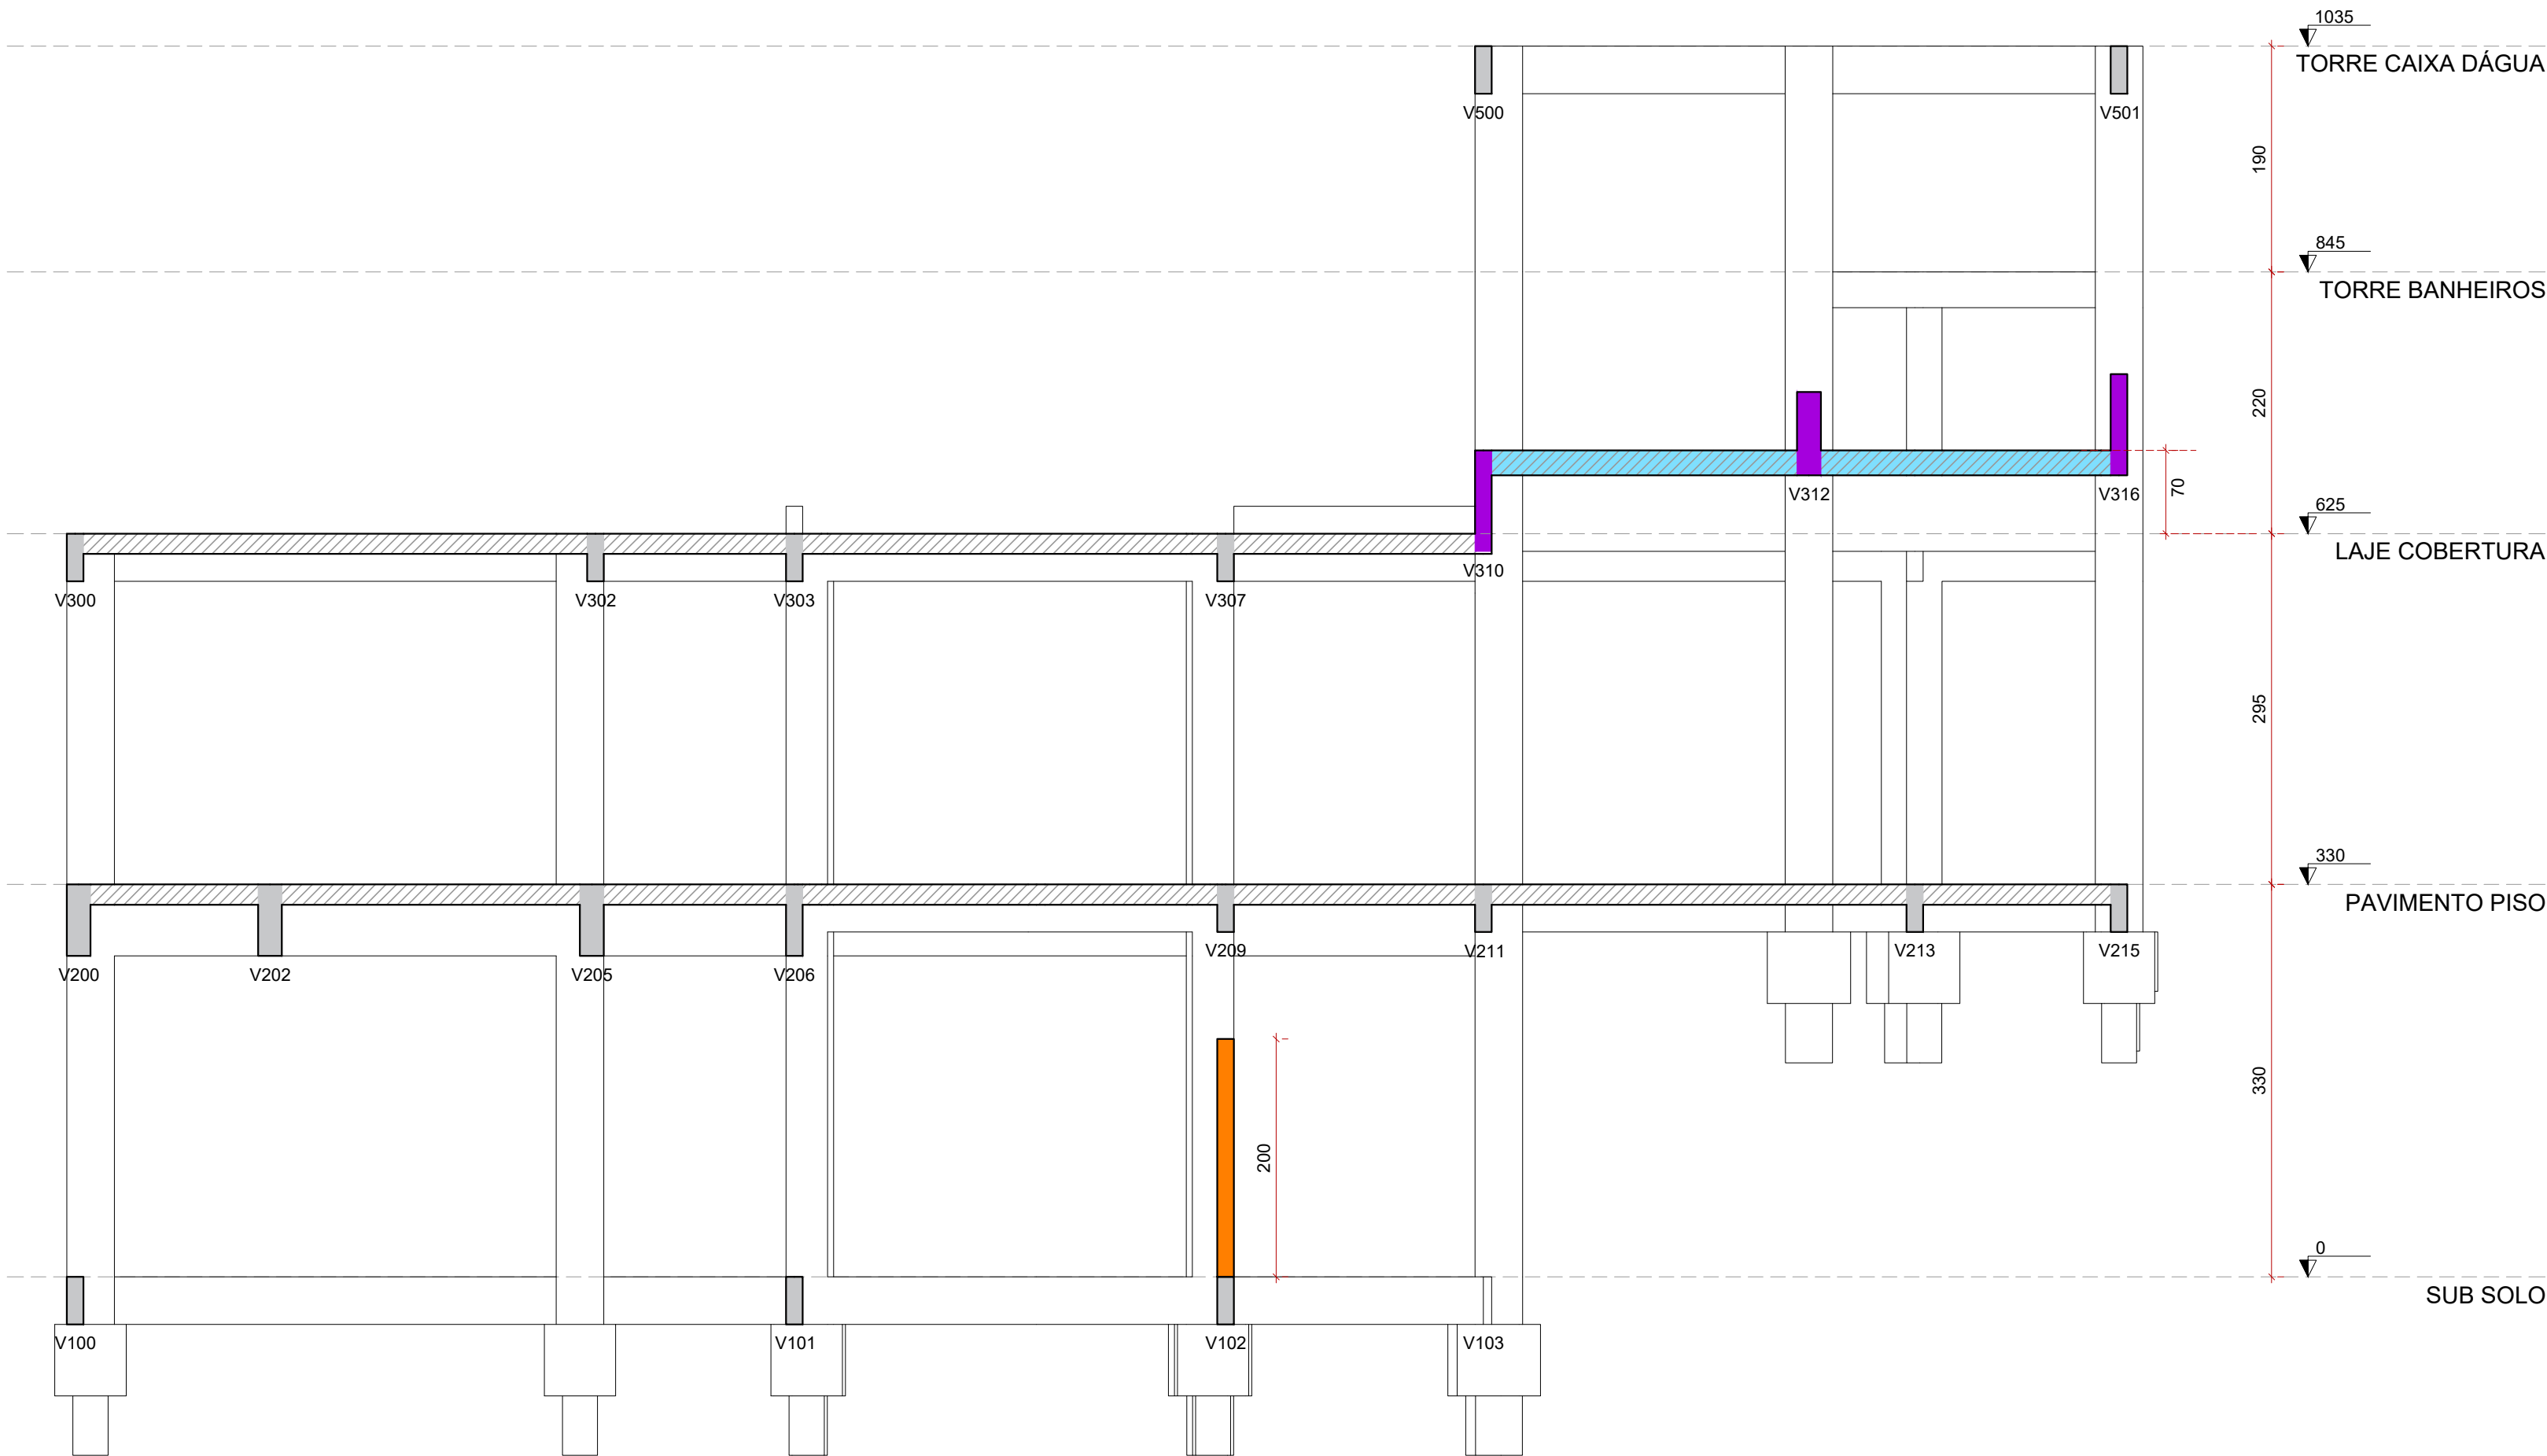 1035
TORRE CAIXA DÁGUA
V500
V501
190
845
TORRE BANHEIROS
220
V312
V316
70
625
LAJE COBERTURA
V310
V300
V302
V303
V307
295
330
PAVIMENTO PISO
V209
V211
V213
V215
V200
V202
V205
V206
330
200
0
SUB SOLO
V100
V101
V102
V103